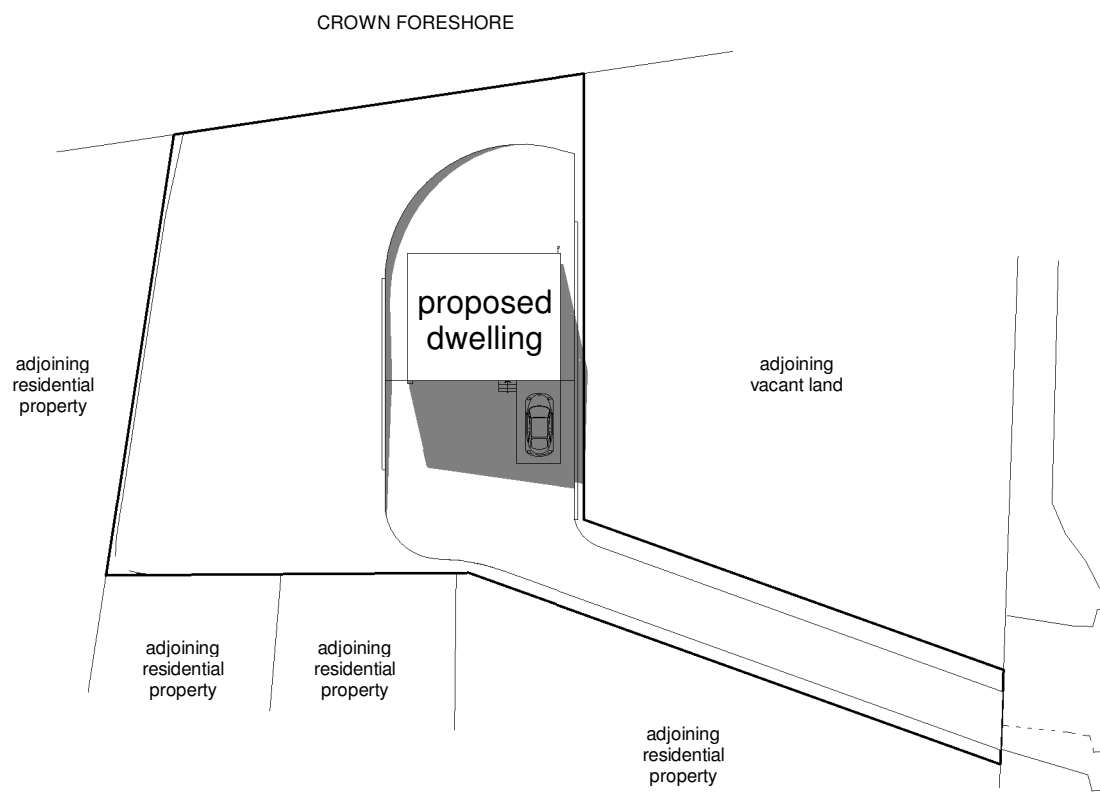 CROWN FORESHORE
proposed
dwelling
adjoining
residential
property
adjoining
vacant land
adjoining
residential
property
adjoining
residential
property
adjoining
residential
property